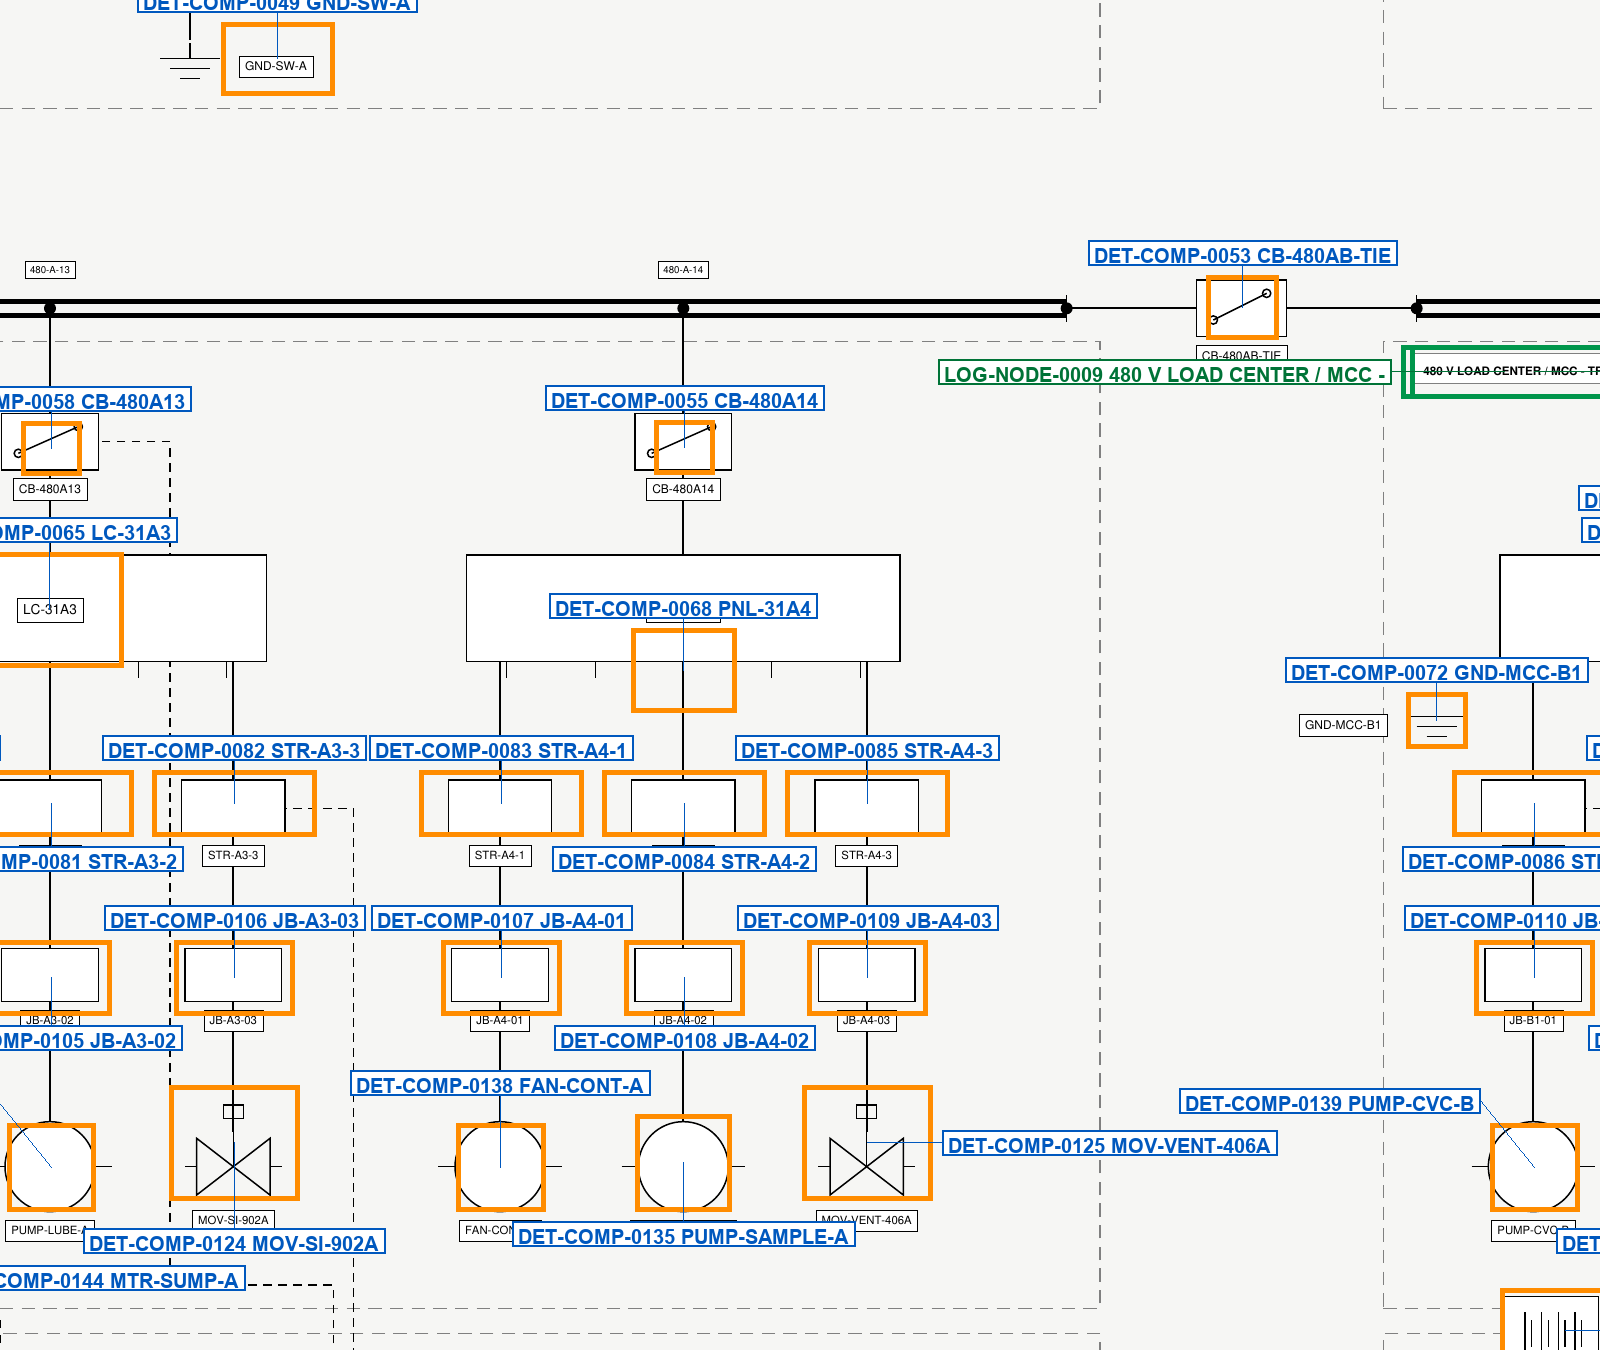 DET-COMP-0049 GND-SW-A
GND-SW-A
480-A-13
480-A-14
DET-COMP-0053 CB-480AB-TIE
CB-480AB-TIE
LOG-NODE-0009 480 V LOAD CENTER / MCC -
480 V LOAD CENTER / MCC - TR
MP-0058 CB-480A13
DET-COMP-0055 CB-480A14
CB-480A13
CB-480A14
OMP-0065 LC-31A3
LC-31A3
DET-COMP-0068 PNL-31A4
DET-COMP-0072 GND-MCC-B1
GND-MCC-B1
DET-COMP-0082 STR-A3-3
DET-COMP-0083 STR-A4-1
DET-COMP-0085 STR-A4-3
MP-0081 STR-A3-2
STR-A3-3
STR-A4-1
DET-COMP-0084 STR-A4-2
STR-A4-3
DET-COMP-0086 STR
DET-COMP-0106 JB-A3-03
DET-COMP-0107 JB-A4-01
DET-COMP-0109 JB-A4-03
DET-COMP-0110 JB-
JB-A3-02
JB-A3-03
JB-A4-01
JB-A4-02
JB-A4-03
JB-B1-01
OMP-0105 JB-A3-02
DET-COMP-0108 JB-A4-02
DET-COMP-0138 FAN-CONT-A
DET-COMP-0139 PUMP-CVC-B
DET-COMP-0125 MOV-VENT-406A
PUMP-LUBE-A
MOV-SI-902A
FAN-CON
MOV-VENT-406A
PUMP-CVC-B
DET-COMP-0124 MOV-SI-902A
DET-COMP-0135 PUMP-SAMPLE-A
DET
COMP-0144 MTR-SUMP-A